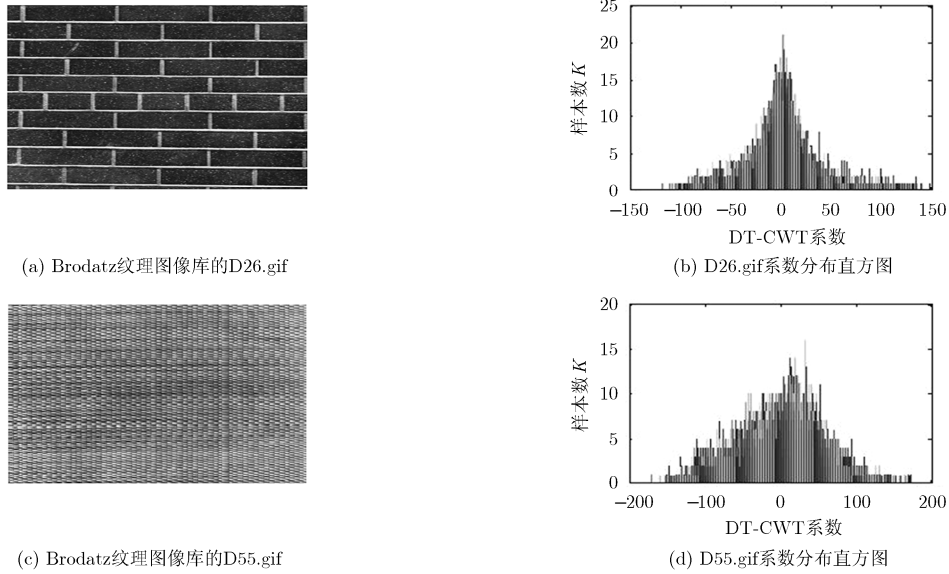 25
20
15
10
5
0
样本数K
−150 −100 −50 0 50 100 150
DT-CWT系数
(a) Brodatz纹理图像库的D26.gif
(b) D26.gif系数分布直方图
20
15
10
5
0
样本数K
−200 −100 0 100 200
DT-CWT系数
(c) Brodatz纹理图像库的D55.gif
(d) D55.gif系数分布直方图